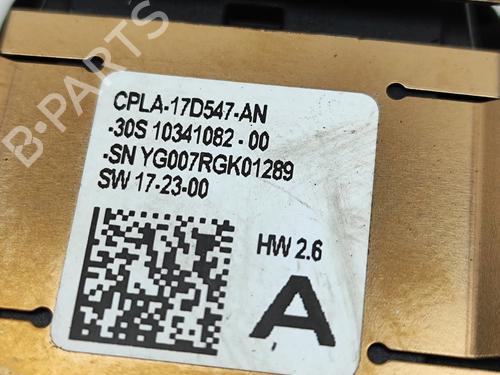 B-PARTS
CPLA-17D547-AN
-30S 10341082-00
-SN YG007RGK01289
SW 17-23-00
HW 2.6
A